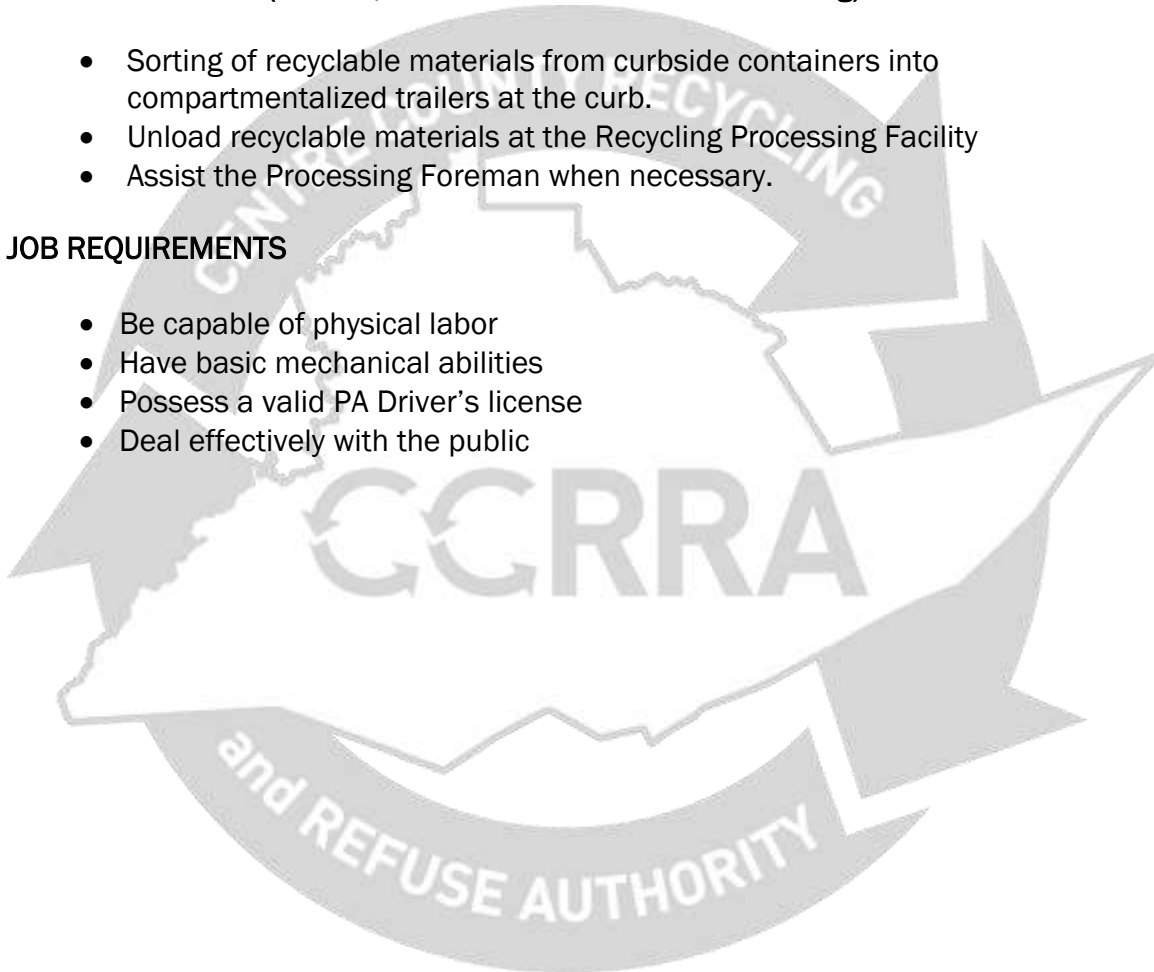 • Sorting of recyclable materials from curbside containers into
compartmentalized trailers at the curb.
• Unload recyclable materials at the Recycling Processing Facility
• Assist the Processing Foreman when necessary.
JOB REQUIREMENTS
• Be capable of physical labor
• Have basic mechanical abilities
• Possess a valid PA Driver's license
• Deal effectively with the public
CENTRE COUNTY RECYCLING
CCRRA
and REFUSE AUTHORITY